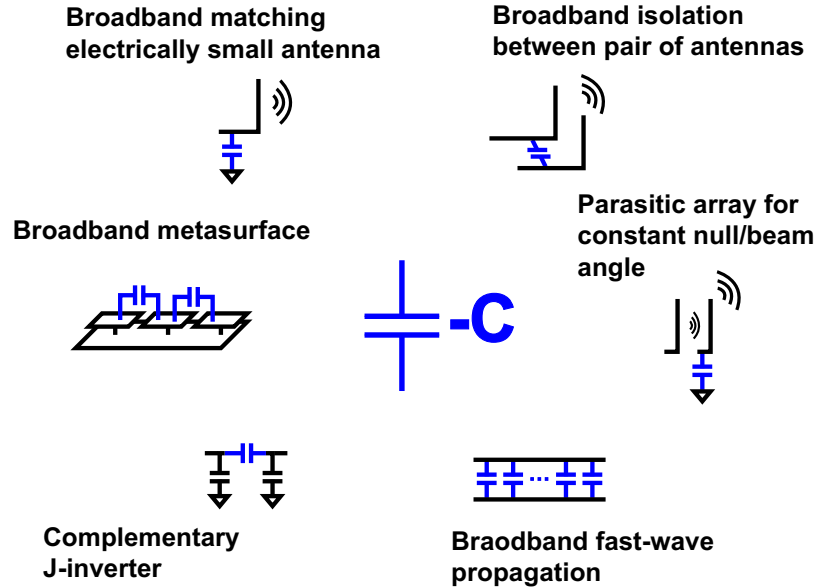 Broadband matching
electrically small antenna
Broadband isolation
between pair of antennas
Broadband metasurface
Parasitic array for
constant null/beam
angle
-C
Complementary
J-inverter
Braodband fast-wave
propagation